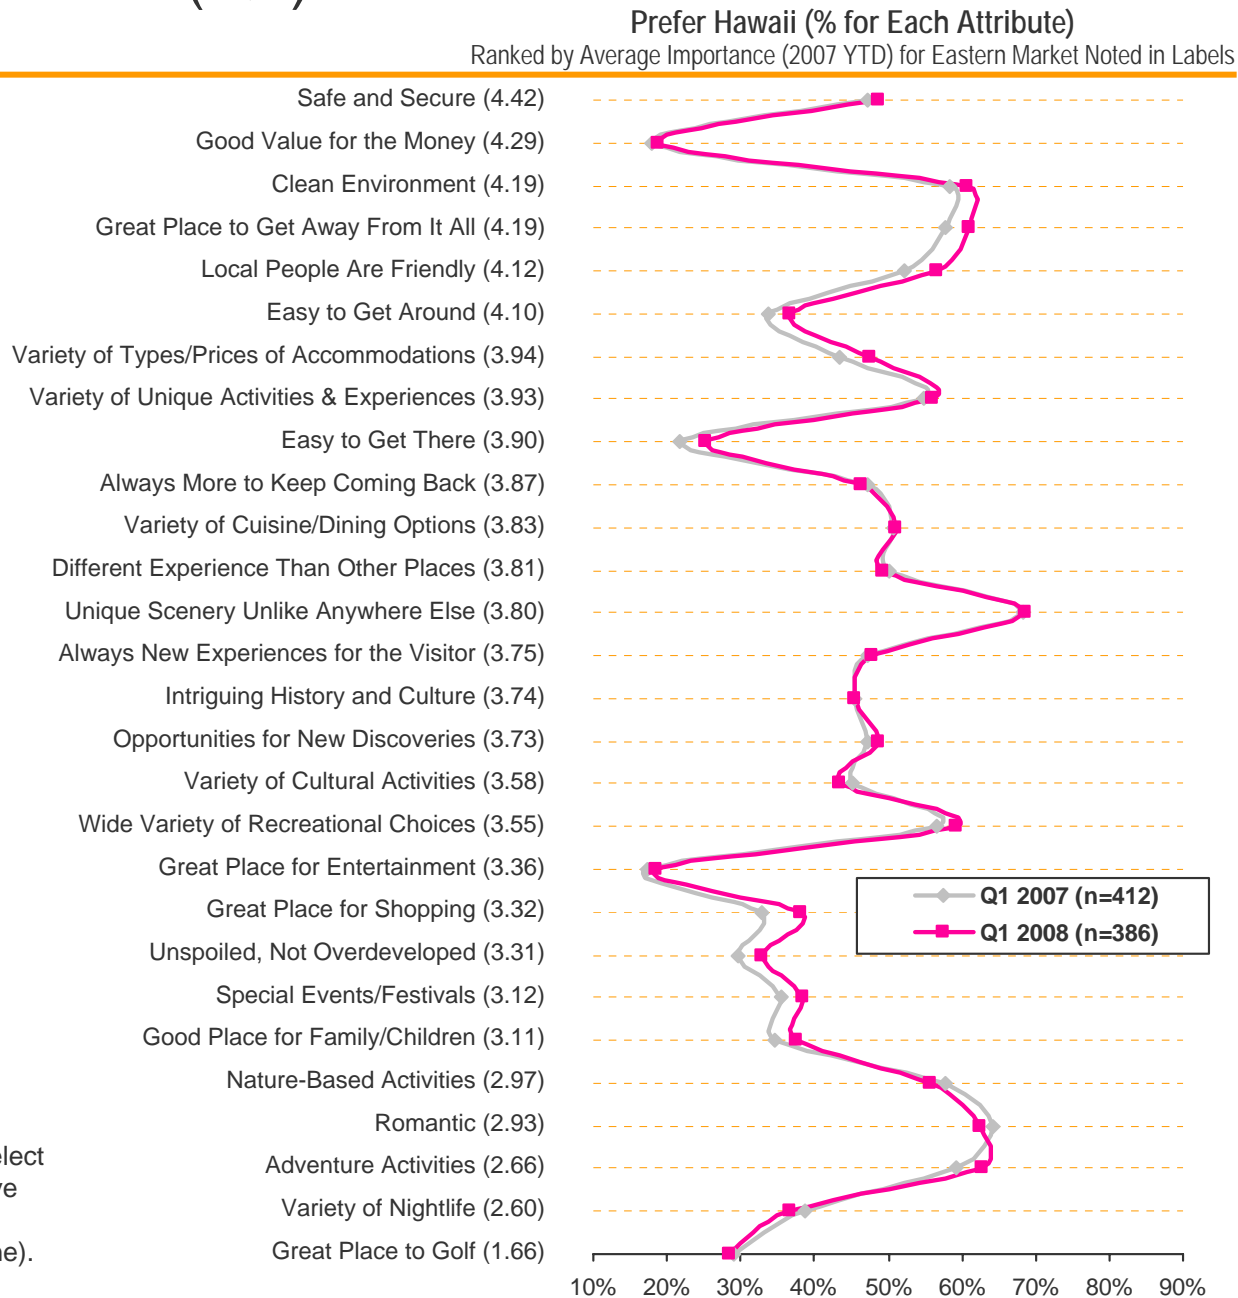 Prefer Hawaii (% for Each Attribute)
Ranked by Average Importance (2007 YTD) for Eastern Market Noted in Labels
Safe and Secure (4.42)
Good Value for the Money (4.29)
Clean Environment (4.19)
Great Place to Get Away From It All (4.19)
Local People Are Friendly (4.12)
Easy to Get Around (4.10)
Variety of Types/Prices of Accommodations (3.94)
Variety of Unique Activities & Experiences (3.93)
Easy to Get There (3.90)
Always More to Keep Coming Back (3.87)
Variety of Cuisine/Dining Options (3.83)
Different Experience Than Other Places (3.81)
Unique Scenery Unlike Anywhere Else (3.80)
Always New Experiences for the Visitor (3.75)
Intriguing History and Culture (3.74)
Opportunities for New Discoveries (3.73)
Variety of Cultural Activities (3.58)
Wide Variety of Recreational Choices (3.55)
Great Place for Entertainment (3.36)
Great Place for Shopping (3.32)
Unspoiled, Not Overdeveloped (3.31)
Special Events/Festivals (3.12)
Good Place for Family/Children (3.11)
Nature-Based Activities (2.97)
Romantic (2.93)
Adventure Activities (2.66)
Variety of Nightlife (2.60)
Great Place to Golf (1.66)
Q1 2007 (n=412)
Q1 2008 (n=386)
10% 20% 30% 40% 50% 60% 70% 80% 90%